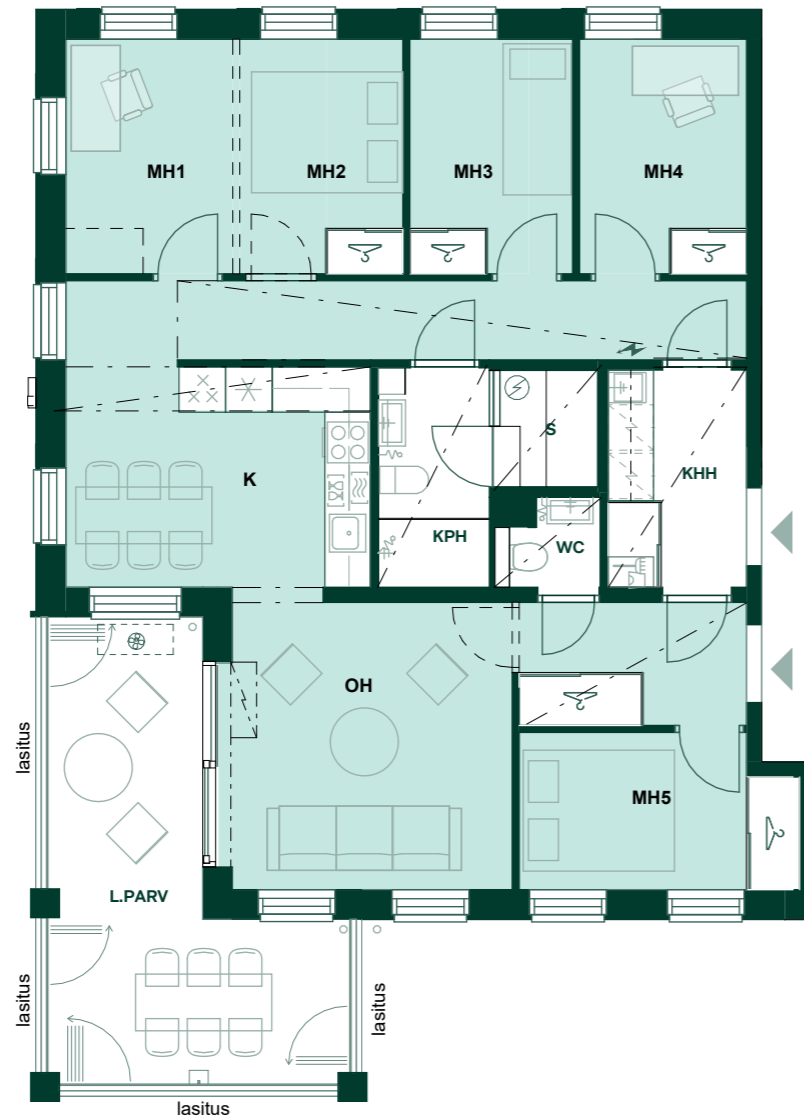 MH1
MH2
MH3
MH4
K
S
KHH
KPH
WC
OH
MH5
L.PARV
lasitus
lasitus
lasitus
lasitus